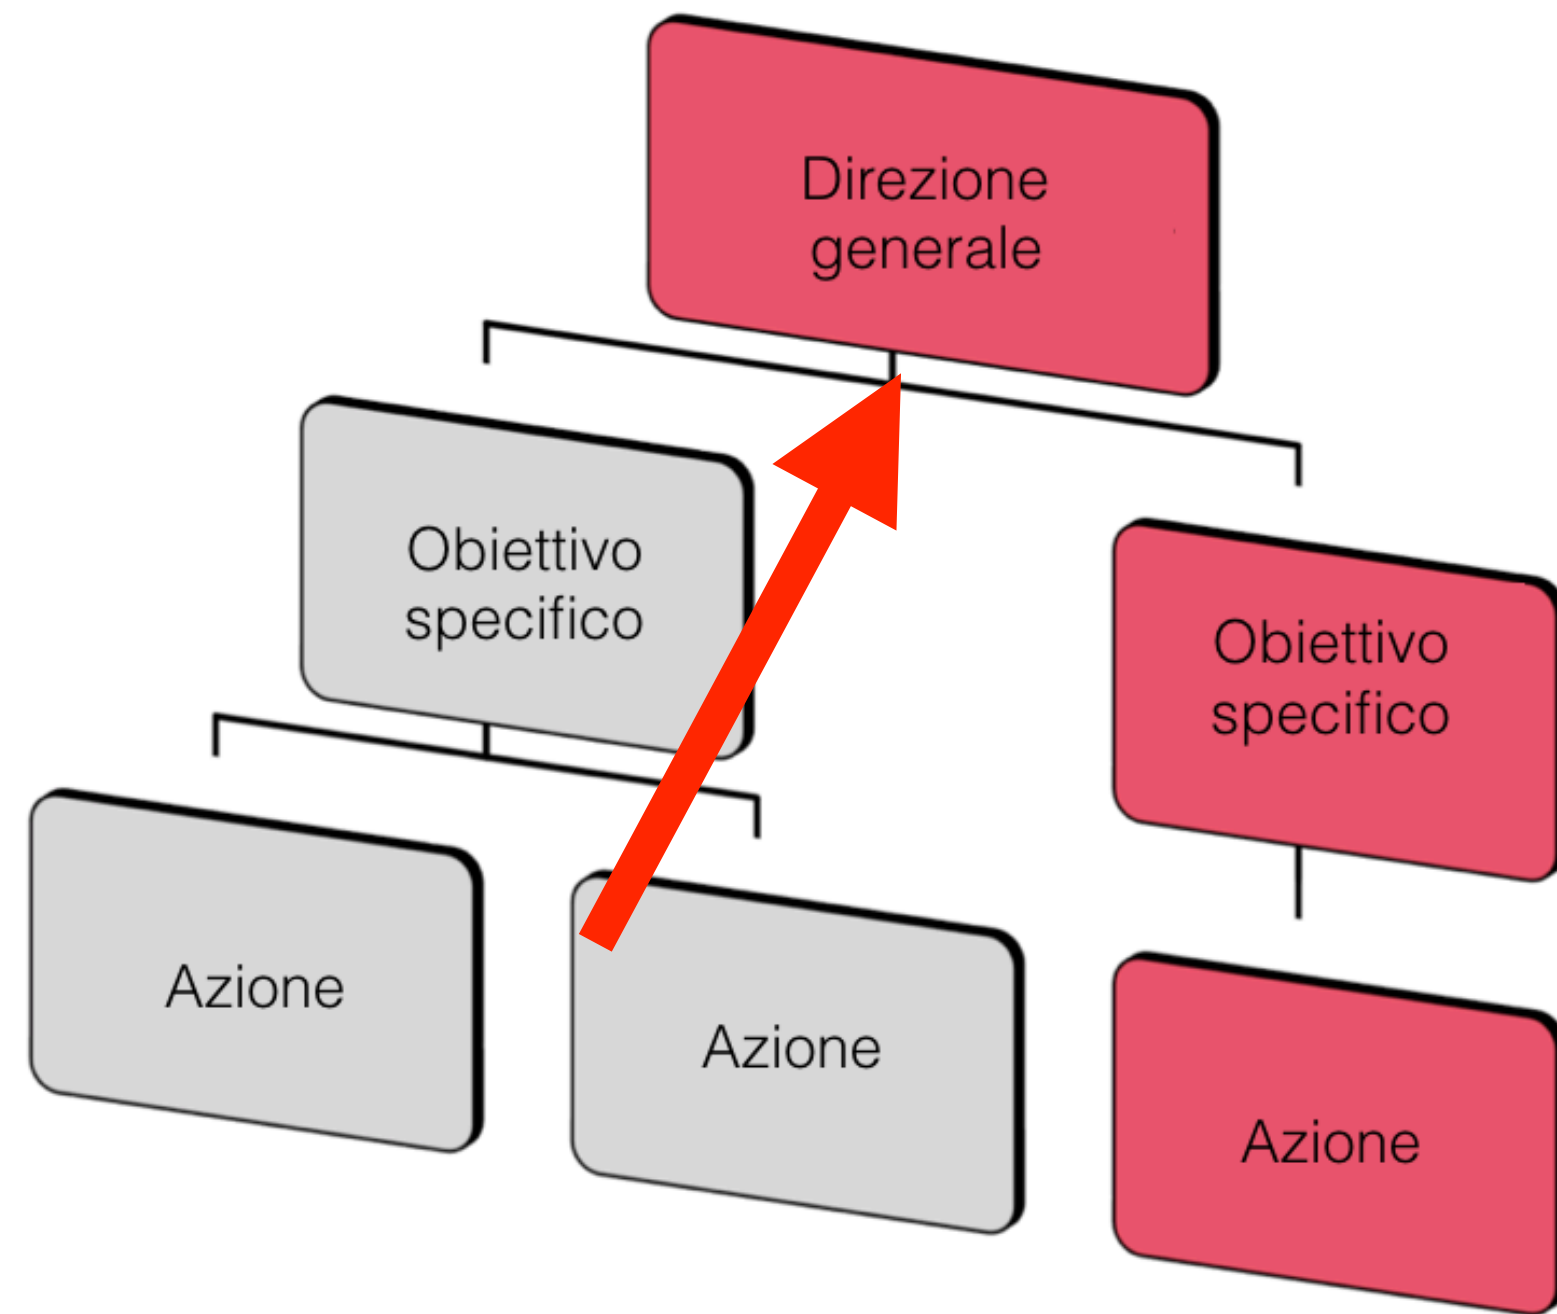 Direzione
generale
Obiettivo
specifico
Obiettivo
specifico
Azione
Azione
Azione